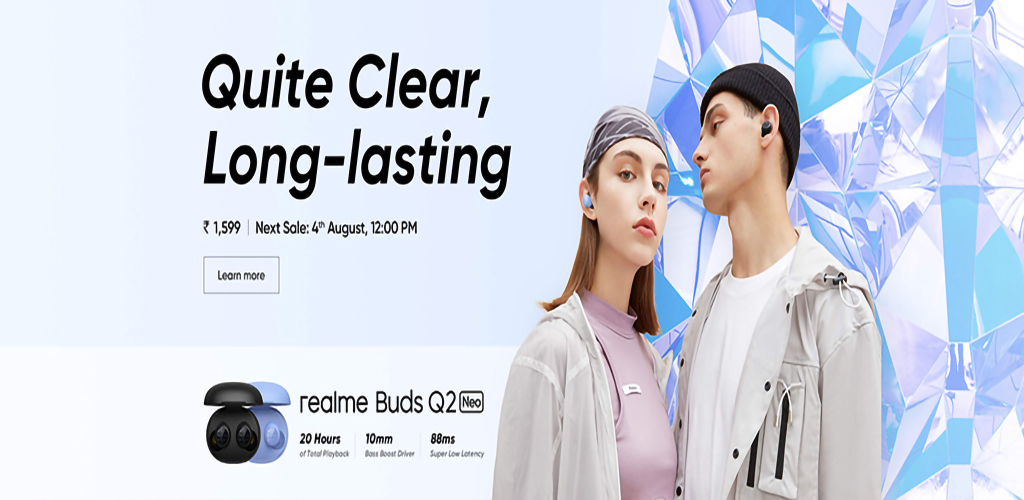 Quite Clear,
Long-lasting
₹ 1,599 | Next Sale: 4th August, 12:00 PM
Learn more
realme Buds Q2 Neo
20 Hours 10mm 88ms
of Total Playback Bass Boost Driver Super Low Latency